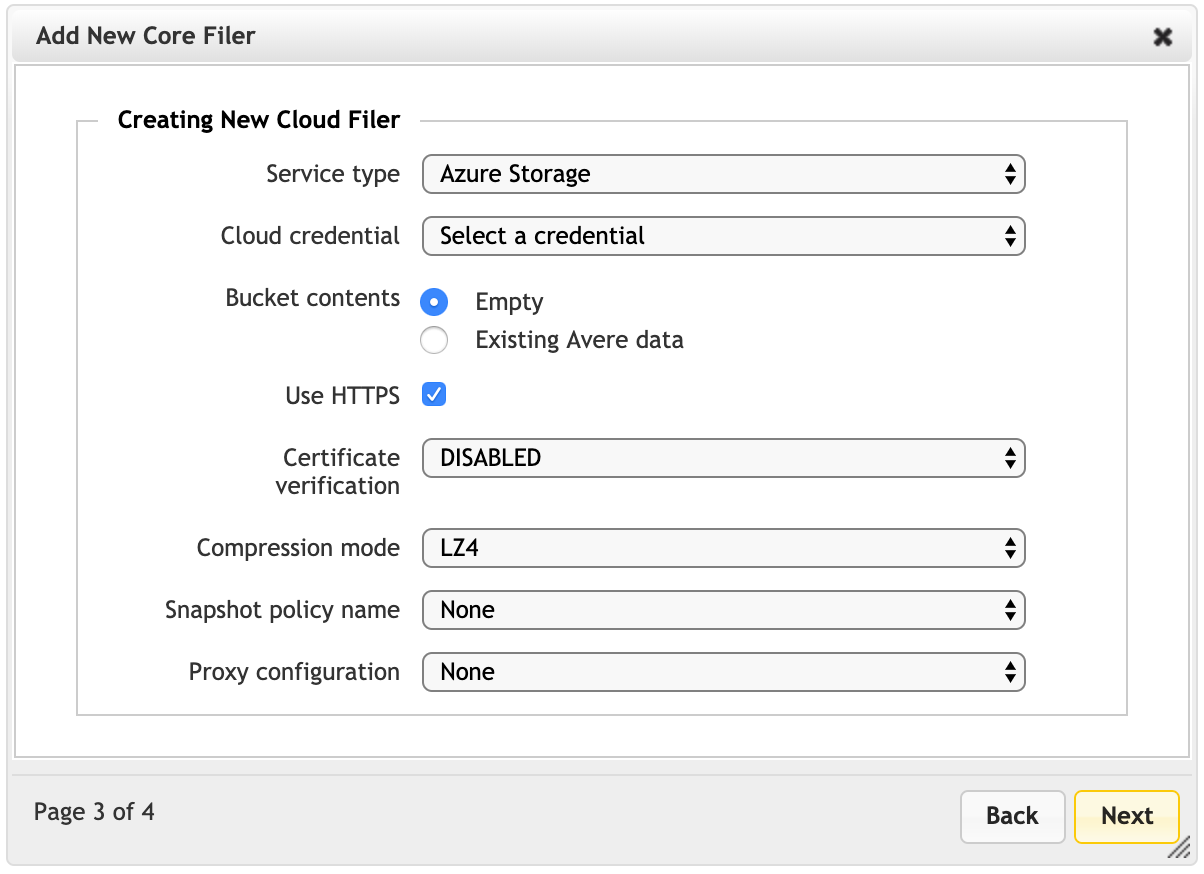 Add New Core Filer
Creating New Cloud Filer
Service type Azure Storage
Cloud credential Select a credential
Bucket contents Empty
Existing Avere data
Use HTTPS
Certificate verification DISABLED
Compression mode LZ4
Snapshot policy name None
Proxy configuration None
Page 3 of 4 Back Next